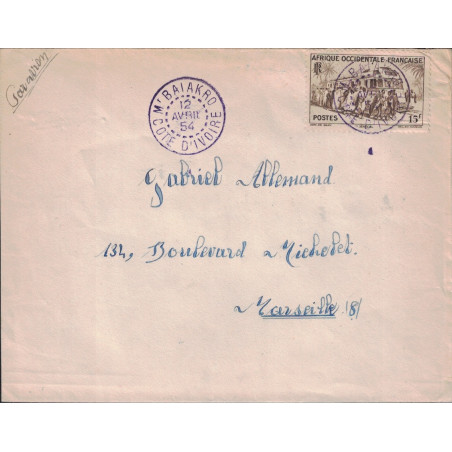 Par avion
M'BAIAKRO
12
AVRIL
54
COTE D'IVOIRE
AFRIQUE OCCIDENTALE FRANÇAISE
RF
POSTES
15F
Gabriel Allemand
134, Boulevard Michelet.
Marseille (8)